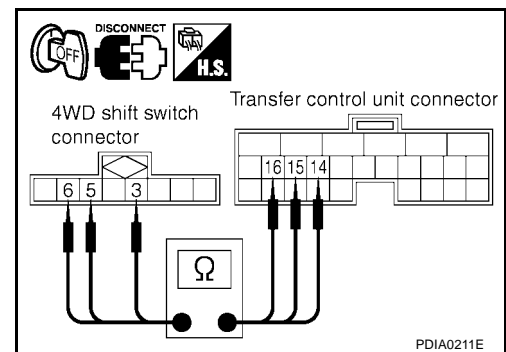 DISCONNECT
OFF
H.S.
4WD shift switch
connector
Transfer control unit connector
6 5 3
16 15 14
Ω
PDIA0211E